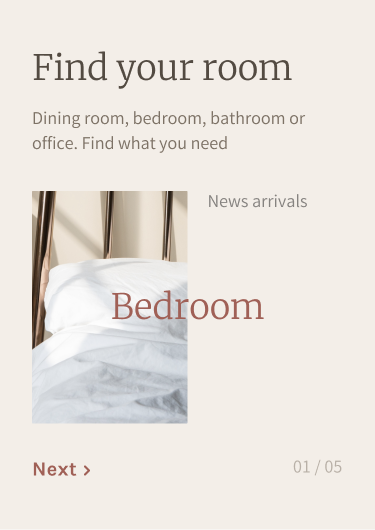 Find your room
Dining room, bedroom, bathroom or
office. Find what you need
News arrivals
Bedroom
Next ›
01 / 05